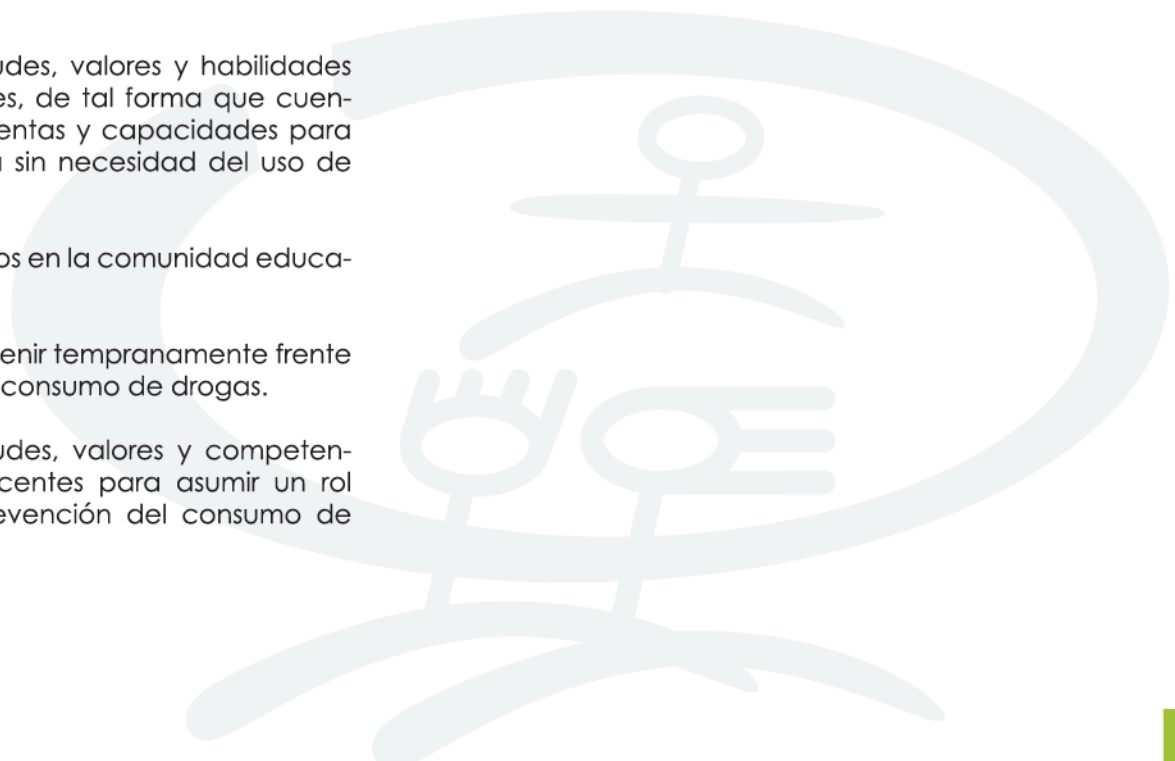 udes, valores y habilidades
es, de tal forma que cuen-
entas y capacidades para
a sin necesidad del uso de
os en la comunidad educa-
enir tempranamente frente
consumo de drogas.
udes, valores y competen-
centes para asumir un rol
evención del consumo de